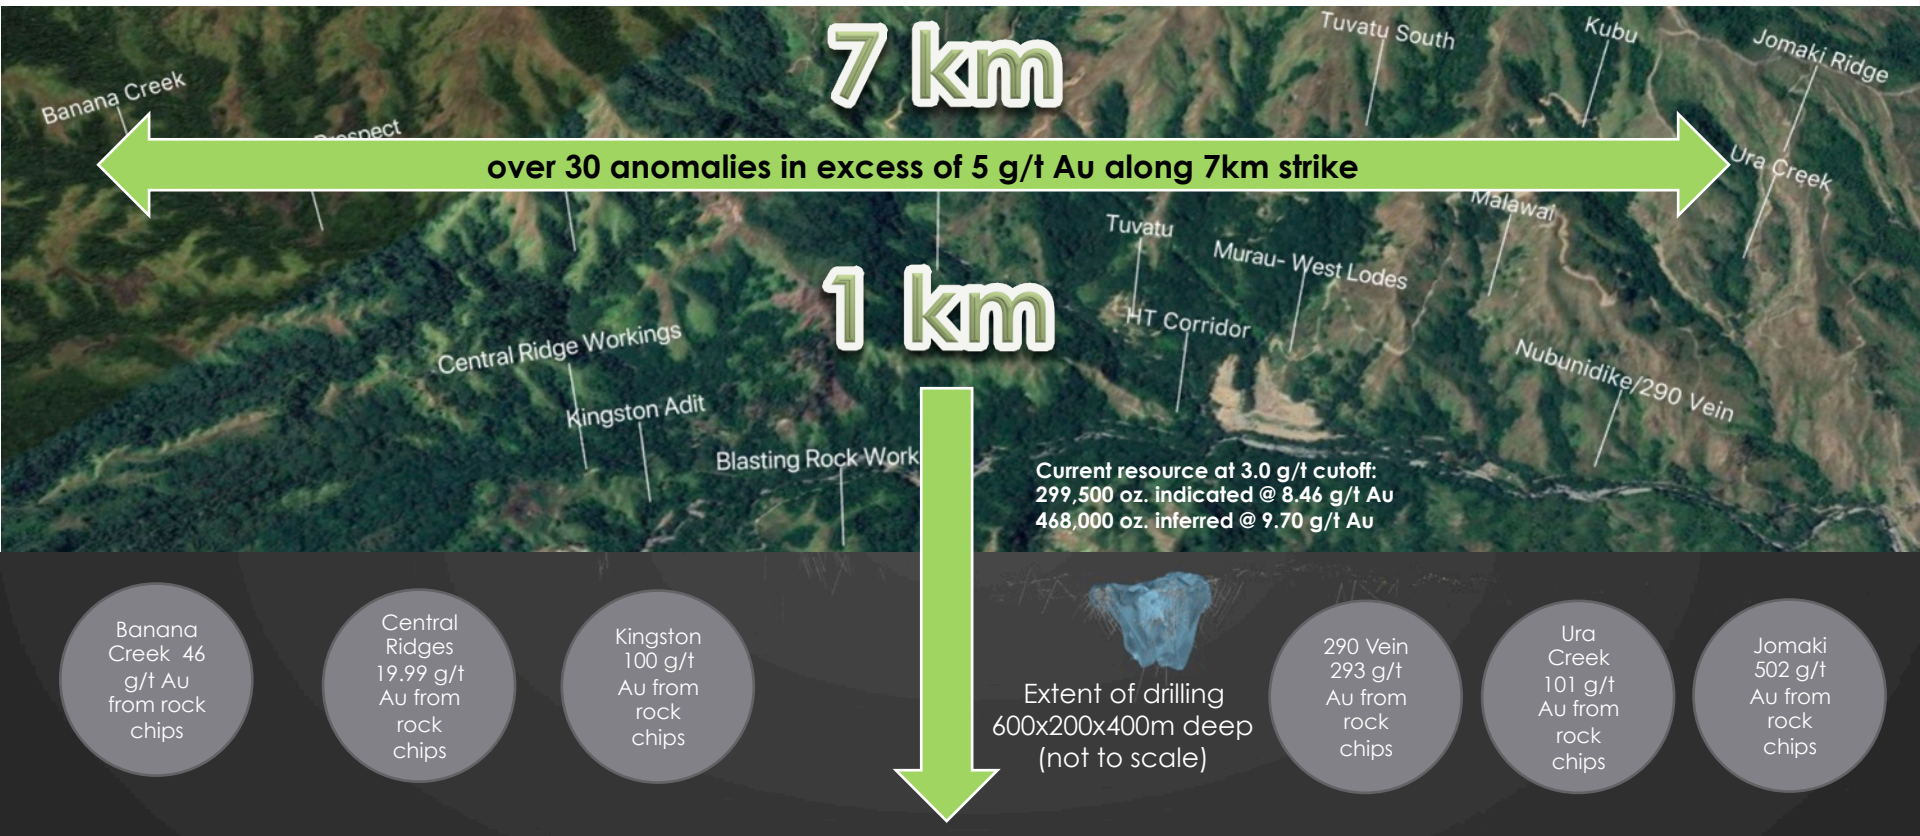 7 km
Tuvatu South
Kubu
Jomaki Ridge
Banana Creek
Prospect
over 30 anomalies in excess of 5 g/t Au along 7km strike
Ura Creek
Malawai
Tuvatu
Murau- West Lodes
1 km
HT Corridor
Central Ridge Workings
Nubunidike/290 Vein
Kingston Adit
Blasting Rock Work
Current resource at 3.0 g/t cutoff:
299,500 oz. indicated @ 8.46 g/t Au
468,000 oz. inferred @ 9.70 g/t Au
Banana
Creek 46
g/t Au
from rock
chips
Central
Ridges
19.99 g/t
Au from
rock
chips
Kingston
100 g/t
Au from
rock
chips
Extent of drilling
600x200x400m deep
(not to scale)
290 Vein
293 g/t
Au from
rock
chips
Ura
Creek
101 g/t
Au from
rock
chips
Jomaki
502 g/t
Au from
rock
chips